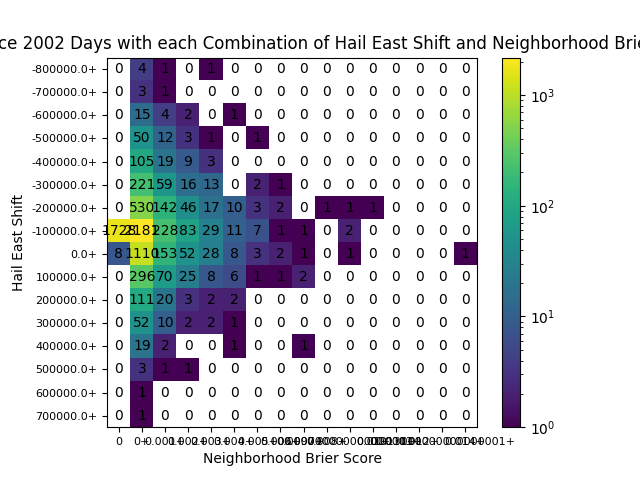 ce 2002 Days with each Combination of Hail East Shift and Neighborhood Brie
-800000.0+ 0 4 1 0 1 0 0 0 0 0 0 0 0 0 0 0
-700000.0+ 0 3 1 0 0 0 0 0 0 0 0 0 0 0 0 0
-600000.0+ 0 15 4 2 0 1 0 0 0 0 0 0 0 0 0 0
-500000.0+ 0 50 12 3 1 0 1 0 0 0 0 0 0 0 0 0
-400000.0+ 0 105 19 9 3 0 0 0 0 0 0 0 0 0 0 0
-300000.0+ 0 221 59 16 13 0 2 1 0 0 0 0 0 0 0 0
-200000.0+ 0 530 142 46 17 10 3 2 0 1 1 1 0 0 0 0
-100000.0+ 1728 2181 228 83 29 11 7 1 1 0 2 0 0 0 0 0
0.0+ 8 1110 153 52 28 8 3 2 1 0 1 0 0 0 0 1
100000.0+ 0 296 70 25 8 6 1 1 2 0 0 0 0 0 0 0
200000.0+ 0 111 20 3 2 2 0 0 0 0 0 0 0 0 0 0
300000.0+ 0 52 10 2 2 1 0 0 0 0 0 0 0 0 0 0
400000.0+ 0 19 2 0 0 1 0 0 1 0 0 0 0 0 0 0
500000.0+ 0 3 1 1 0 0 0 0 0 0 0 0 0 0 0 0
600000.0+ 0 1 0 0 0 0 0 0 0 0 0 0 0 0 0 0
700000.0+ 0 1 0 0 0 0 0 0 0 0 0 0 0 0 0 0
0 0+
Neighborhood Brier Score
Hail East Shift
10³
10²
10¹
10⁰